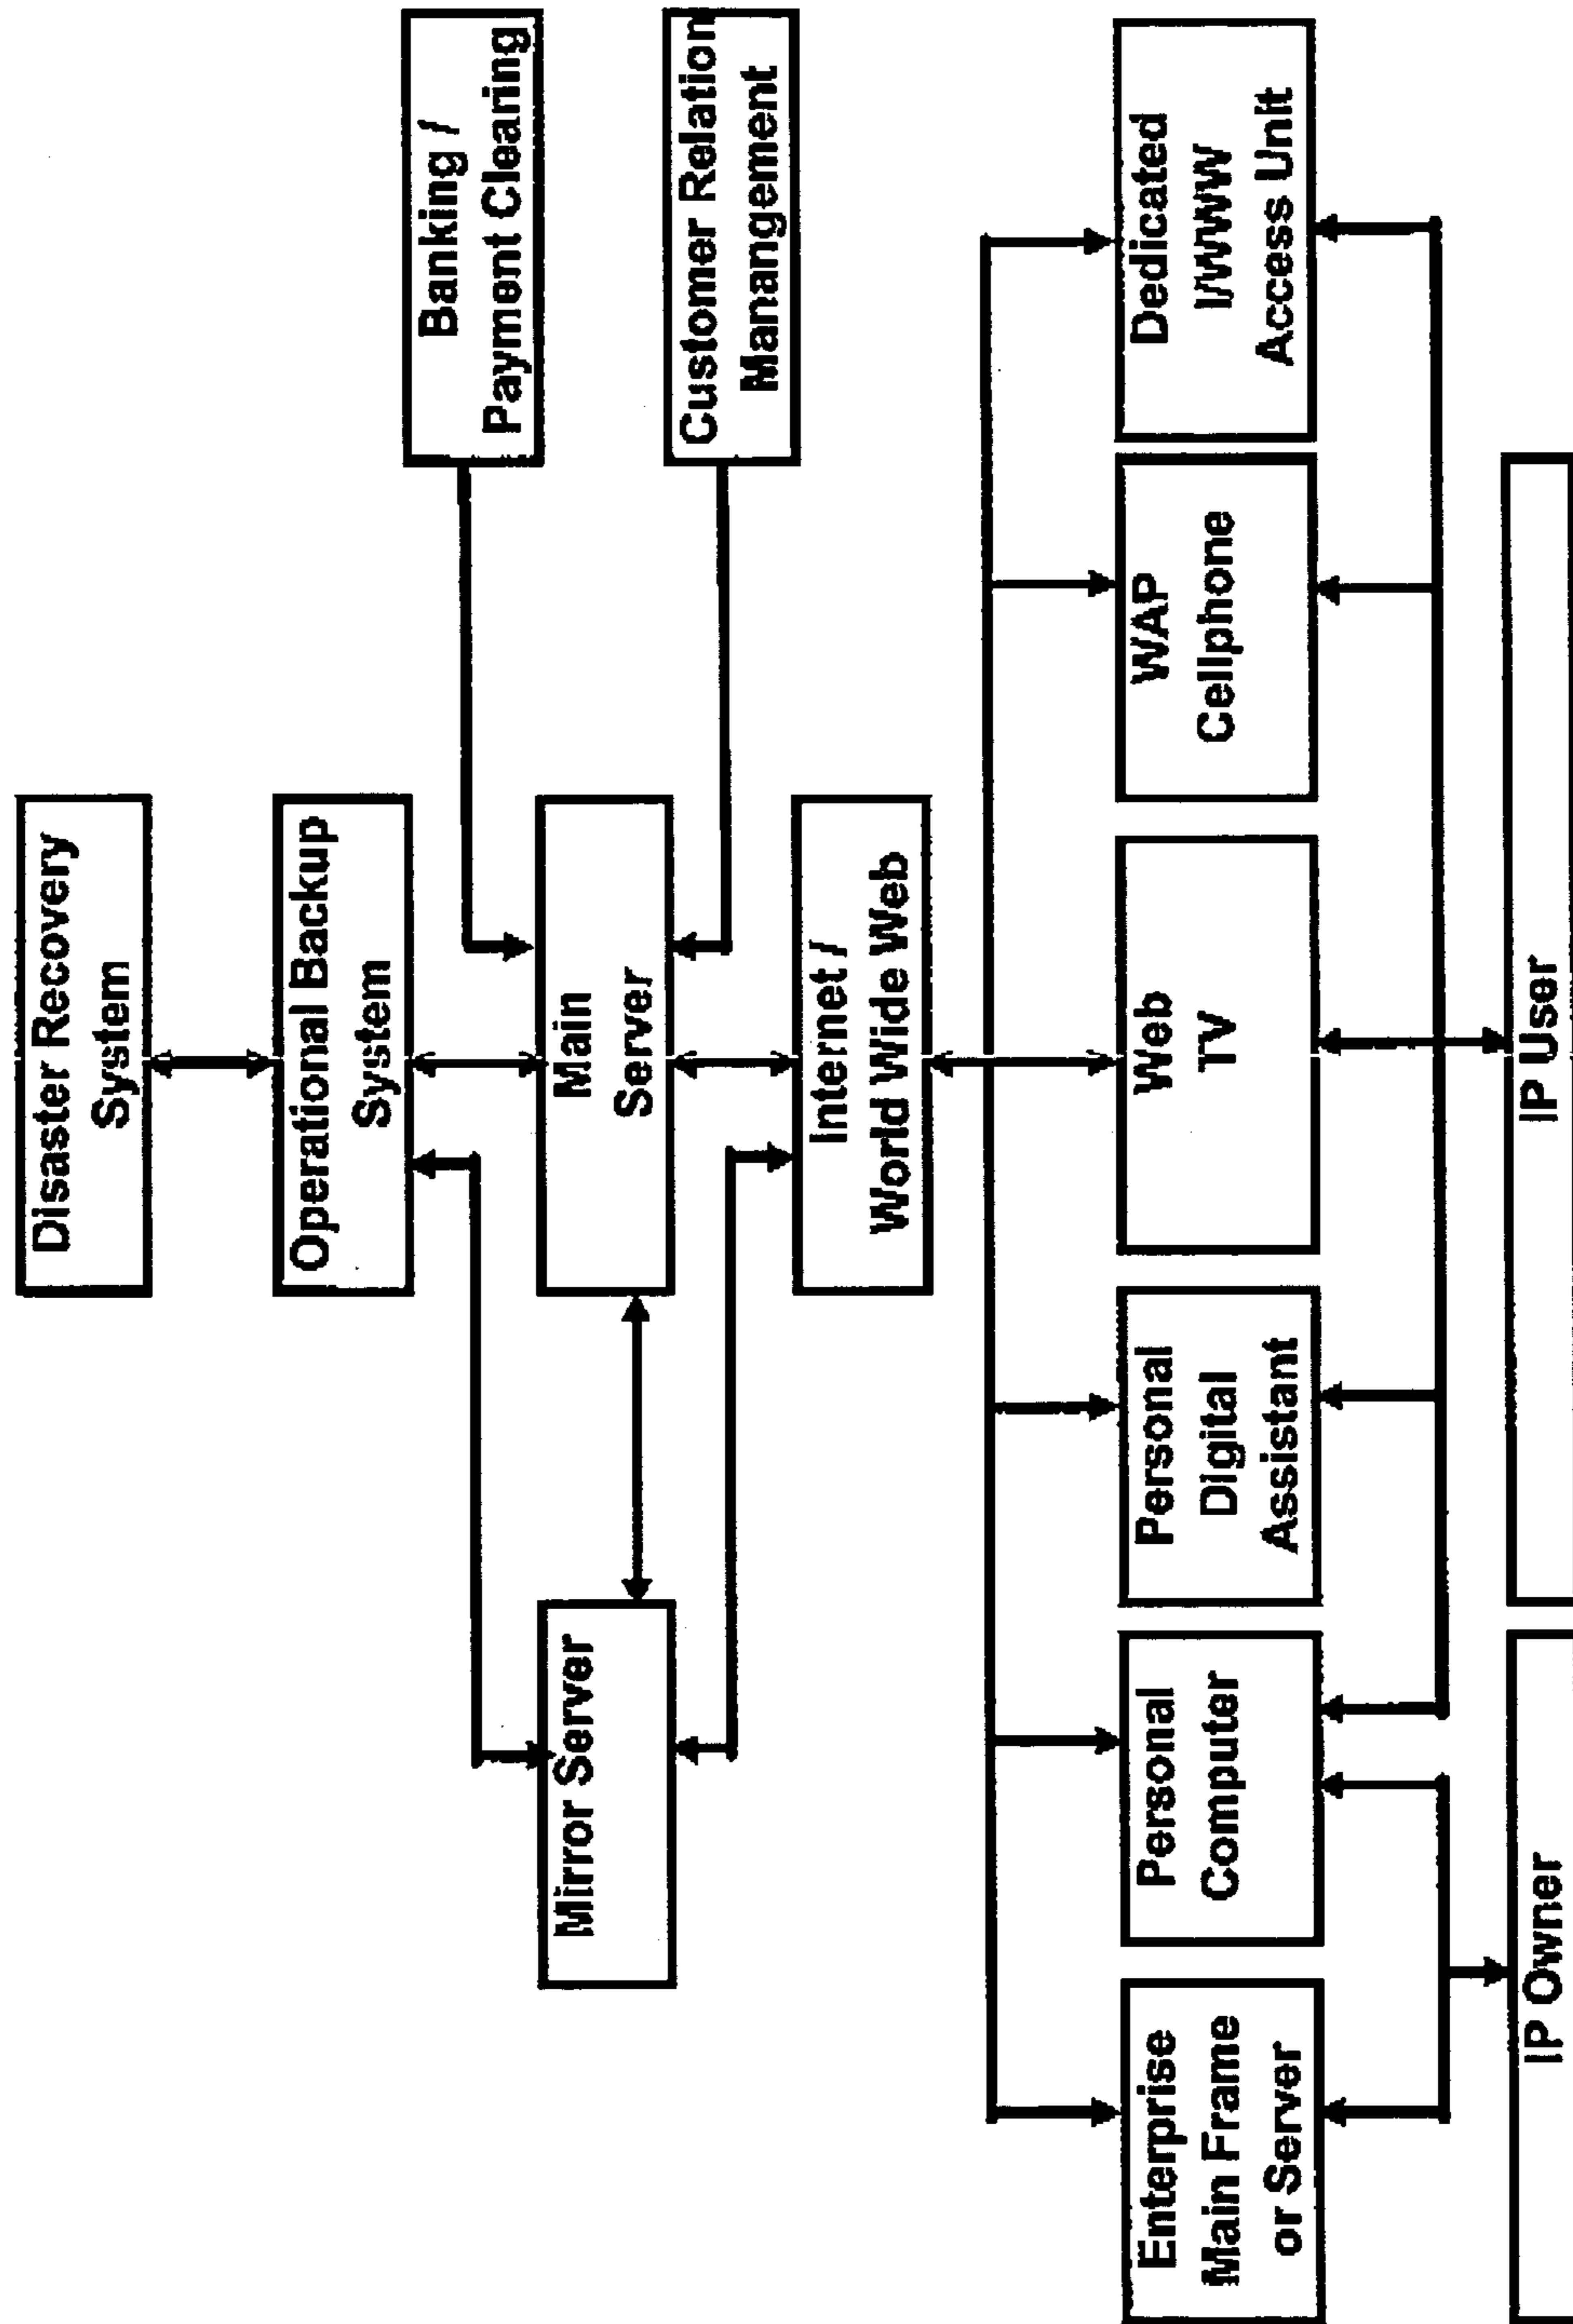 Disaster Recovery
System
Operational Backup
System
Banking /
Payment Clearing
Mirror Server
Main
Server
Customer Relation
Manangement
Internet /
World Wide Web
Enterprise
Main Frame
or Server
Personal
Computer
Personal
Digital
Assistant
Web
TV
WAP
Cellphone
Dedicated
I/WWW
Access Unit
IP Owner
IP User